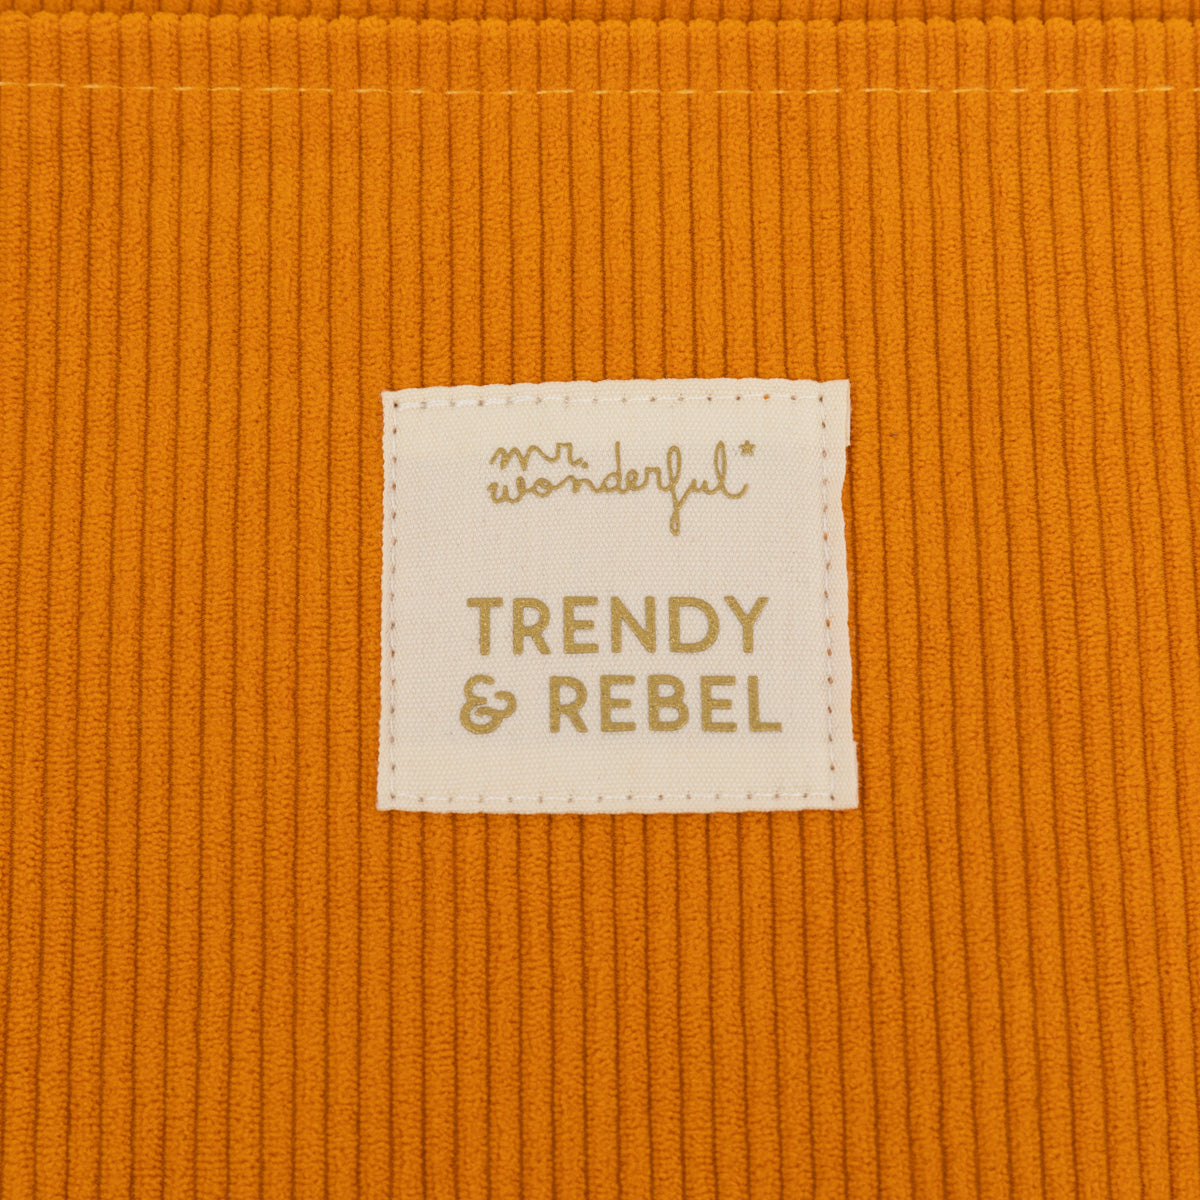 mr.
wonderful*
TRENDY
& REBEL